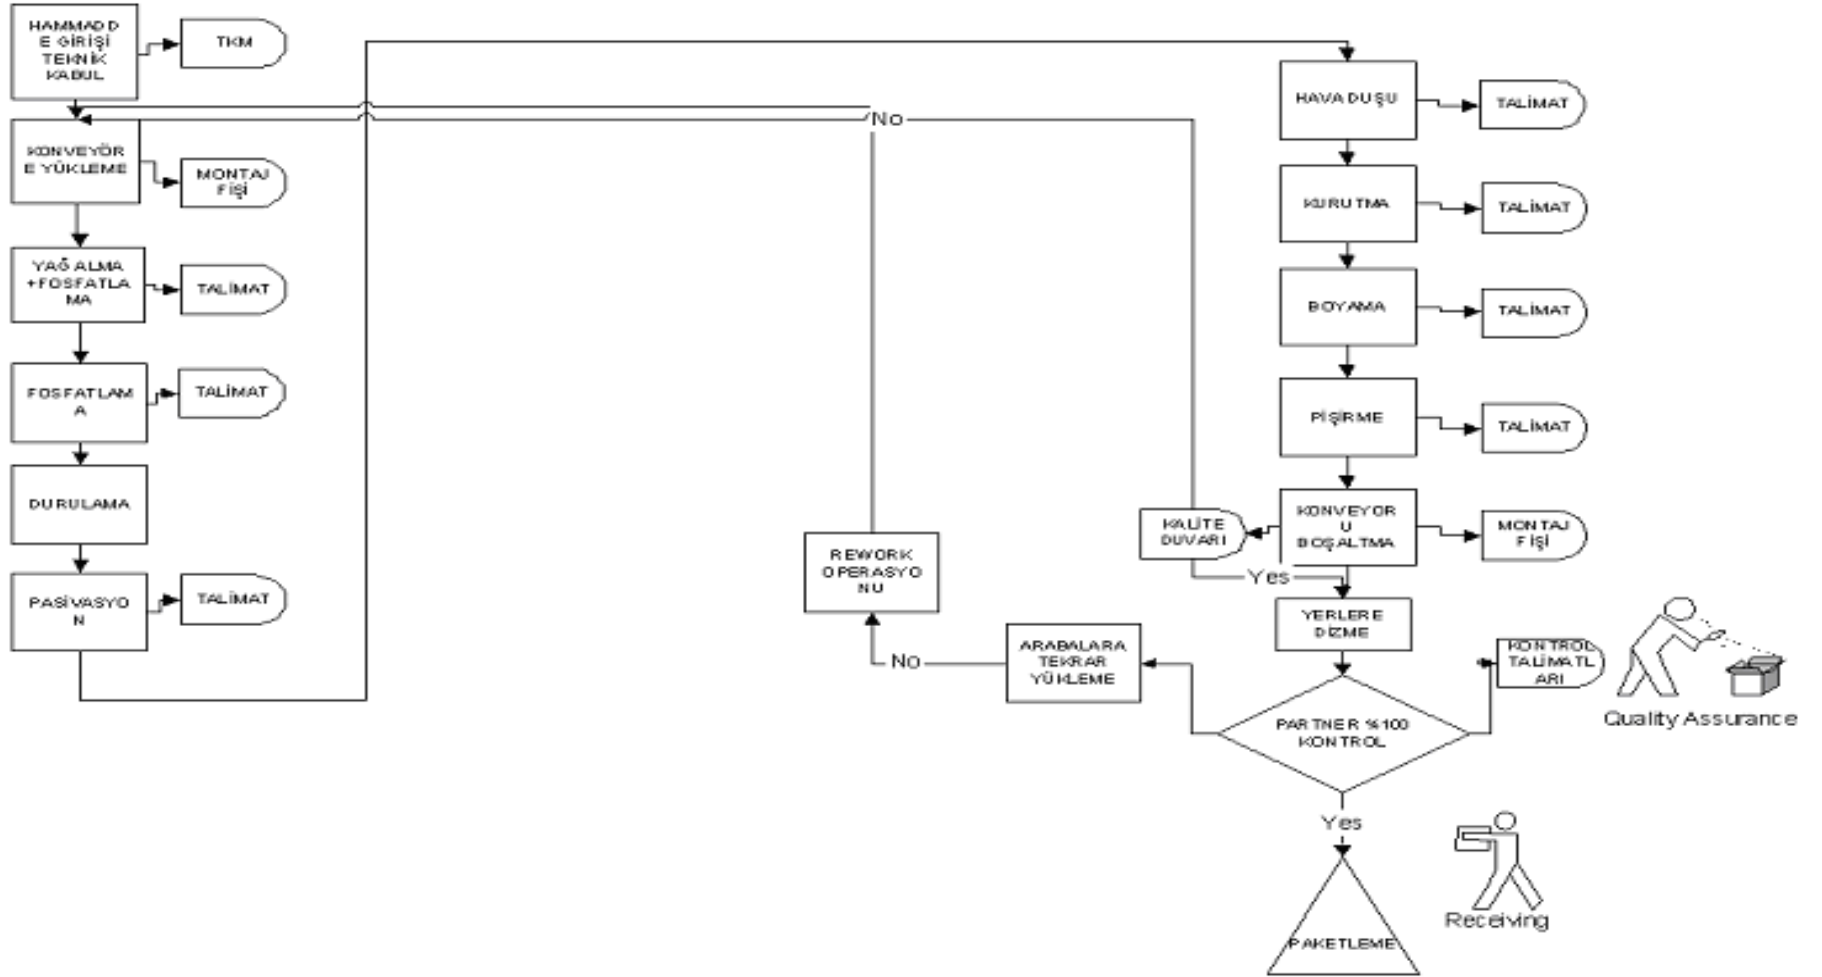 HAMMADD
E GİRİŞİ
TEKNİK
KABUL
TKM
KONVEYÖR
E YÜKLEME
MONTAJ
FİŞİ
YAĞ ALMA
+FOSFATLA
MA
TALİMAT
FOSFATLAM
A
TALİMAT
DURULAMA
PASİVASYO
N
TALİMAT
HAVA DUŞU
TALİMAT
KURUTMA
TALİMAT
BOYAMA
TALİMAT
PİŞİRME
TALİMAT
KONVEYOR
U
BOŞALTMA
MONTAJ
FİŞİ
KALİTE
DUVARI
No
Yes
YERLERE
DİZME
PARTNER %100
KONTROL
KONTROL
TALİMATL
ARI
Quality Assurance
ARABALARA
TEKRAR
YÜKLEME
No
REWORK
OPERASYO
NU
Yes
PAKETLEME
Receiving